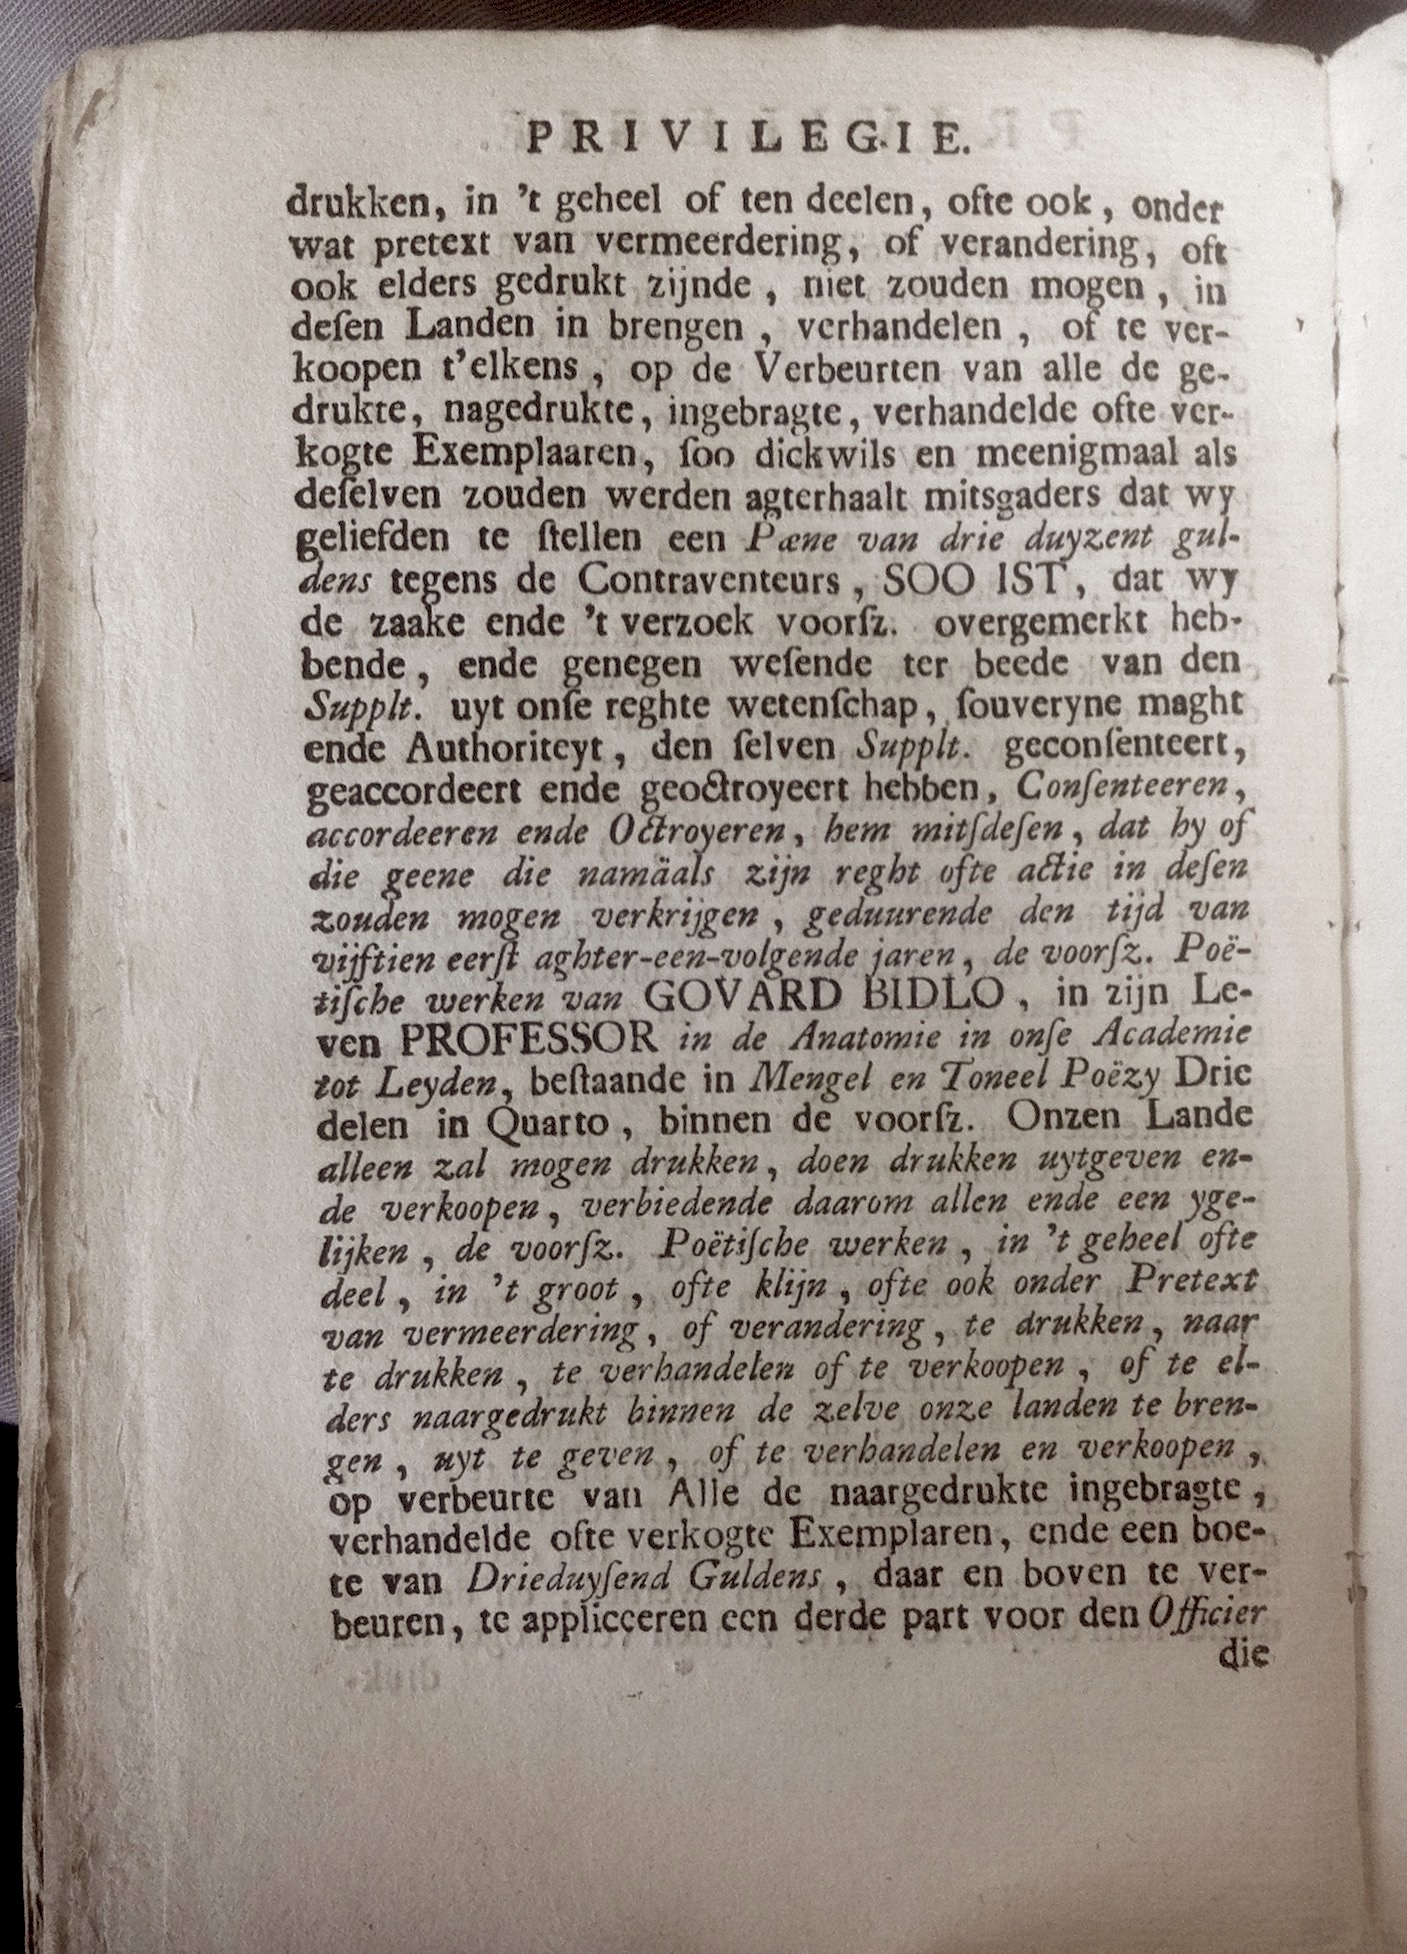 PRIVILEGIE.
drukken, in 't geheel of ten deelen, ofte ook, onder
wat pretext van vermeerdering, of verandering, oft
ook elders gedrukt zijnde, niet zouden mogen, in
deſen Landen in brengen, verhandelen, of te ver-
koopen t'elkens, op de Verbeurten van alle de ge-
drukte, nagedrukte, ingebragte, verhandelde ofte ver-
kogte Exemplaaren, ſoo dickwils en meenigmaal als
deſelven zouden werden agterhaalt mitsgaders dat wy
geliefden te ſtellen een Pæne van drie duyzent gul-
dens tegens de Contraventeurs, SOO IST, dat wy
de zaake ende 't verzoek voorſz. overgemerkt heb-
bende, ende genegen weſende ter beede van den
Supplt. uyt onſe reghte wetenſchap, ſouveryne maght
ende Authoriteyt, den ſelven Supplt. geconſenteert,
geaccordeert ende geoctroyeert hebben, Conſenteeren,
accordeeren ende Octroyeren, hem mitſdeſen, dat hy of
die geene die namäals zijn reght ofte actie in deſen
zouden mogen verkrijgen, geduurende den tijd van
vijftien eerſt aghter-een-volgende jaren, de voorſz. Poë-
tiſche werken van GOVARD BIDLO, in zijn Le-
ven PROFESSOR in de Anatomie in onſe Academie
tot Leyden, beſtaande in Mengel en Toneel Poëzy Drie
delen in Quarto, binnen de voorſz. Onzen Lande
alleen zal mogen drukken, doen drukken uytgeven en-
de verkoopen, verbiedende daarom allen ende een yge-
lijken, de voorſz. Poëtiſche werken, in 't geheel ofte
deel, in 't groot, ofte klijn, ofte ook onder Pretext
van vermeerdering, of verandering, te drukken, naar
te drukken, te verhandelen of te verkoopen, of te el-
ders naargedrukt binnen de zelve onze landen te bren-
gen, uyt te geven, of te verhandelen en verkoopen,
op verbeurte van Alle de naargedrukte ingebragte,
verhandelde ofte verkogte Exemplaren, ende een boe-
te van Drieduyſend Guldens, daar en boven te ver-
beuren, te appliceeren een derde part voor den Officier
die